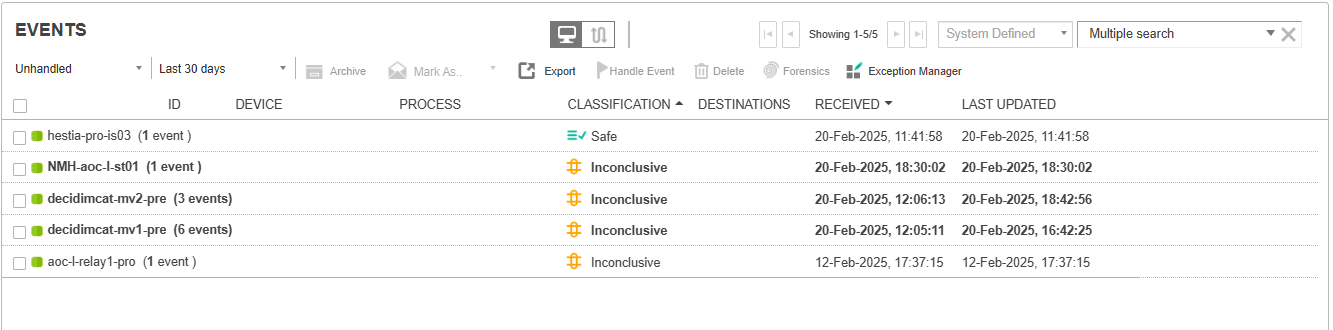 EVENTS
Showing 1-5/5
System Defined
Multiple search
Unhandled
Last 30 days
Archive
Mark As..
Export
Handle Event
Delete
Forensics
Exception Manager
ID DEVICE PROCESS CLASSIFICATION DESTINATIONS RECEIVED LAST UPDATED
hestia-pro-is03 (1 event ) Safe 20-Feb-2025, 11:41:58 20-Feb-2025, 11:41:58
NMH-aoc-l-st01 (1 event ) Inconclusive 20-Feb-2025, 18:30:02 20-Feb-2025, 18:30:02
decidimcat-mv2-pre (3 events) Inconclusive 20-Feb-2025, 12:06:13 20-Feb-2025, 18:42:56
decidimcat-mv1-pre (6 events) Inconclusive 20-Feb-2025, 12:05:11 20-Feb-2025, 16:42:25
aoc-l-relay1-pro (1 event ) Inconclusive 12-Feb-2025, 17:37:15 12-Feb-2025, 17:37:15